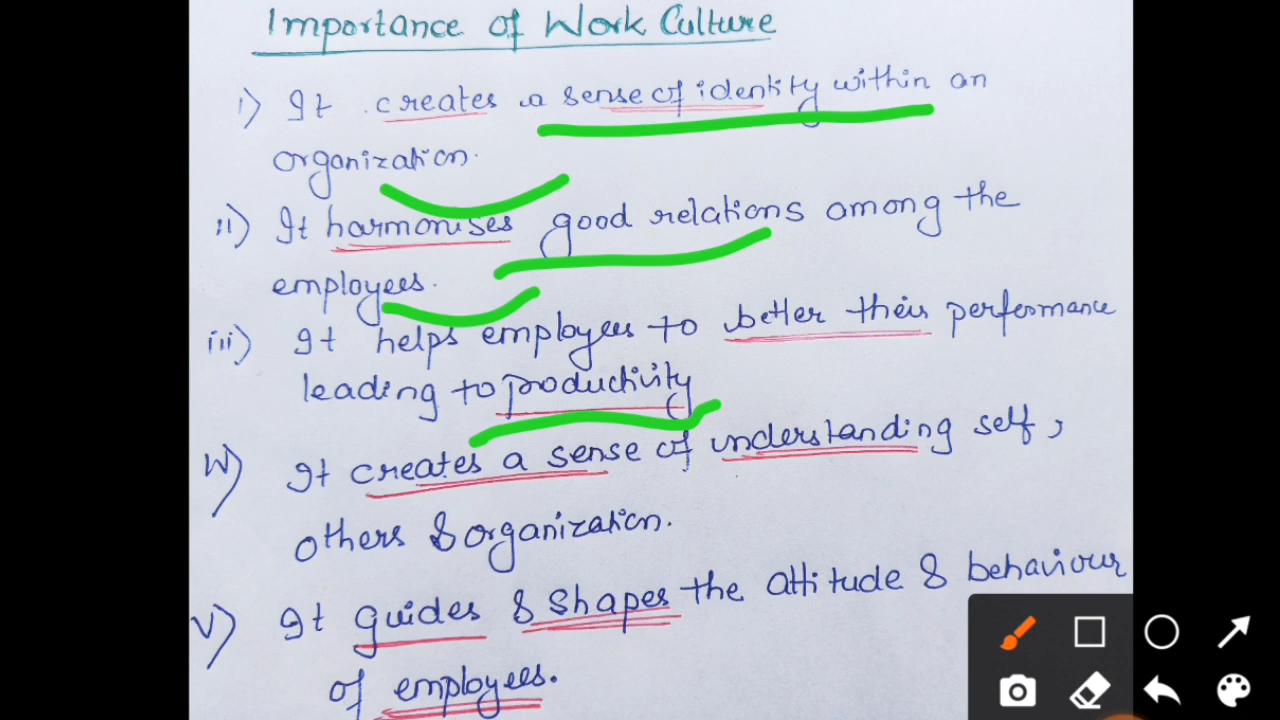 Importance of Work Culture
i) It creates a sense of identity within an
organization.
ii) It harmonises good relations among the
employees.
iii) It helps employees to better their performance
leading to productivity
iv) It creates a sense of understanding self,
others & organization.
v) It guides & shapes the attitude & behaviour
of employees.